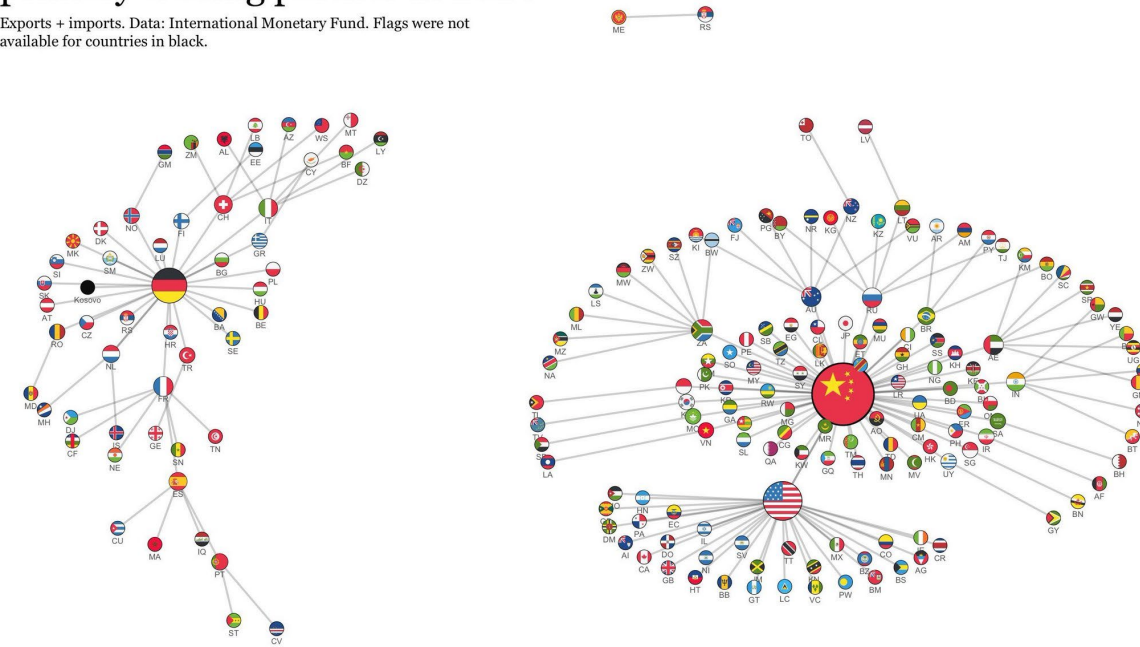 Exports + imports. Data: International Monetary Fund. Flags were not
available for countries in black.
ME
RS
LB
AZ
WS
MT
TO
LV
ZM
AL
EE
LY
GM
CY
BF
DZ
NO
FI
CH
IT
DK
GR
MK
LU
SI
SM
BG
PL
SK
Kosovo
HU
AT
RS
BA
BE
RO
CZ
HR
SE
NL
TR
MD
MH
FR
DJ
CF
IS
GE
TN
NE
SN
ES
CU
MA
IQ
PT
ST
CV
NZ
LT
PG
BY
NR
KG
KZ
VU
AR
AM
PY
TJ
FJ
KI
BW
SZ
ZW
MW
KM
BO
SC
SR
GW
YE
LS
ML
AU
RU
BR
MZ
ZA
NA
AE
UG
SB
EG
JP
MU
PE
TZ
LK
ET
SS
SO
GH
KH
PK
MY
SY
NG
IN
RW
LR
BD
TL
GA
MG
UA
ER
SA
VN
CG
MR
AO
PH
IR
BT
LA
SL
QA
KW
GQ
TM
TH
MN
MV
HK
UY
SG
BH
AF
BN
GY
HN
EC
PA
DM
AI
DO
IL
SV
CA
GB
NI
TT
MX
CO
CR
BZ
AG
HT
BB
GT
LC
VC
PW
BM
BS